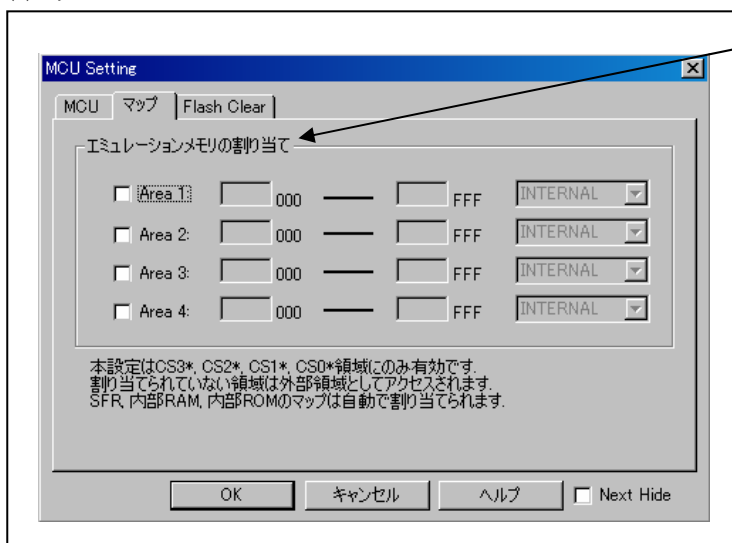 MCU Setting
MCU マップ Flash Clear
エミュレーションメモリの割り当て
Area 1: 000 FFF INTERNAL
Area 2: 000 FFF INTERNAL
Area 3: 000 FFF INTERNAL
Area 4: 000 FFF INTERNAL
本設定はCS3*, CS2*, CS1*, CS0*領域にのみ有効です.
割り当てられていない領域は外部領域としてアクセスされます.
SFR, 内部RAM, 内部ROMのマップは自動で割り当てられます.
OK キャンセル ヘルプ Next Hide